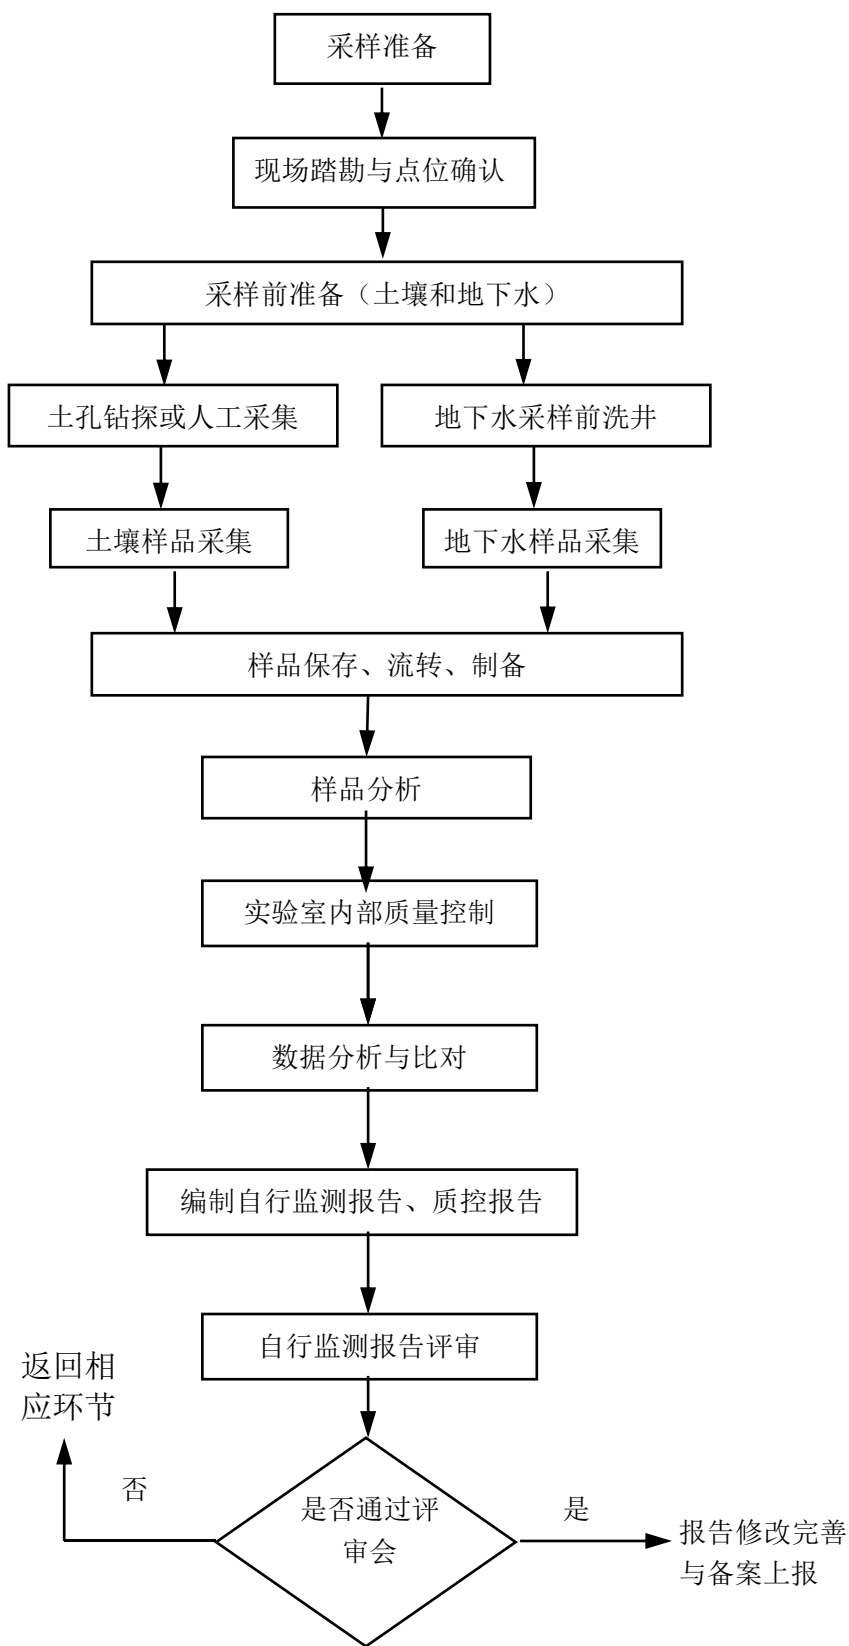 采样准备
现场踏勘与点位确认
采样前准备（土壤和地下水）
土孔钻探或人工采集
地下水采样前洗井
土壤样品采集
地下水样品采集
样品保存、流转、制备
样品分析
实验室内部质量控制
数据分析与比对
编制自行监测报告、质控报告
自行监测报告评审
返回相
应环节
否
是否通过评
审会
是
报告修改完善
与备案上报